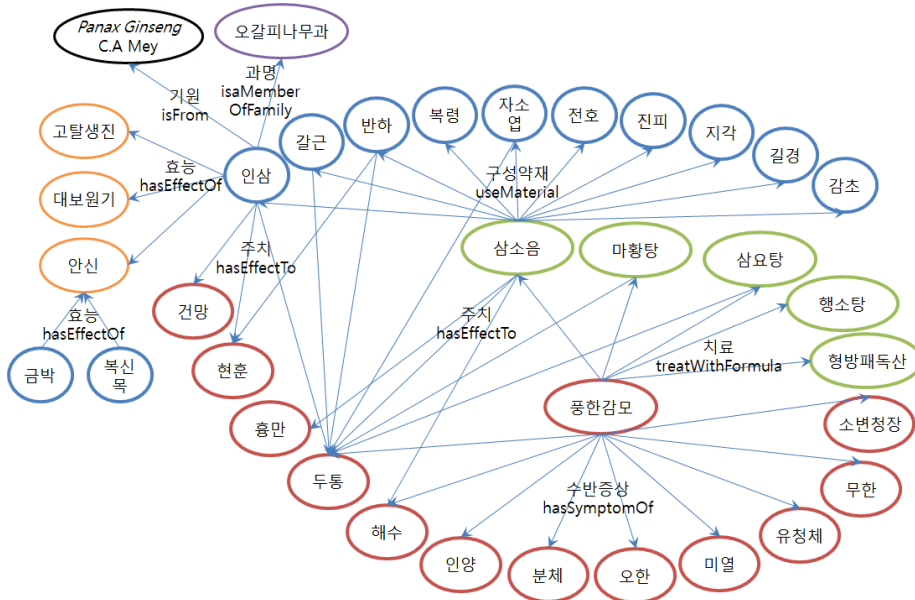 Panax Ginseng
C.A Mey
오갈피나무과
기원
isFrom
과명
isaMember
OfFamily
고탈생진
갈근
반하
복령
자소
엽
전호
진피
지각
길경
감초
효능
hasEffectOf
인삼
구성약재
useMaterial
대보원기
안신
주치
hasEffectTo
삼소음
마황탕
삼요탕
건망
행소탕
효능
hasEffectOf
주치
hasEffectTo
치료
treatWithFormula
형방패독산
금박
복신
목
현훈
풍한감모
흉만
소변청장
두통
무한
해수
수반증상
hasSymptomOf
유청체
인양
분체
오한
미열